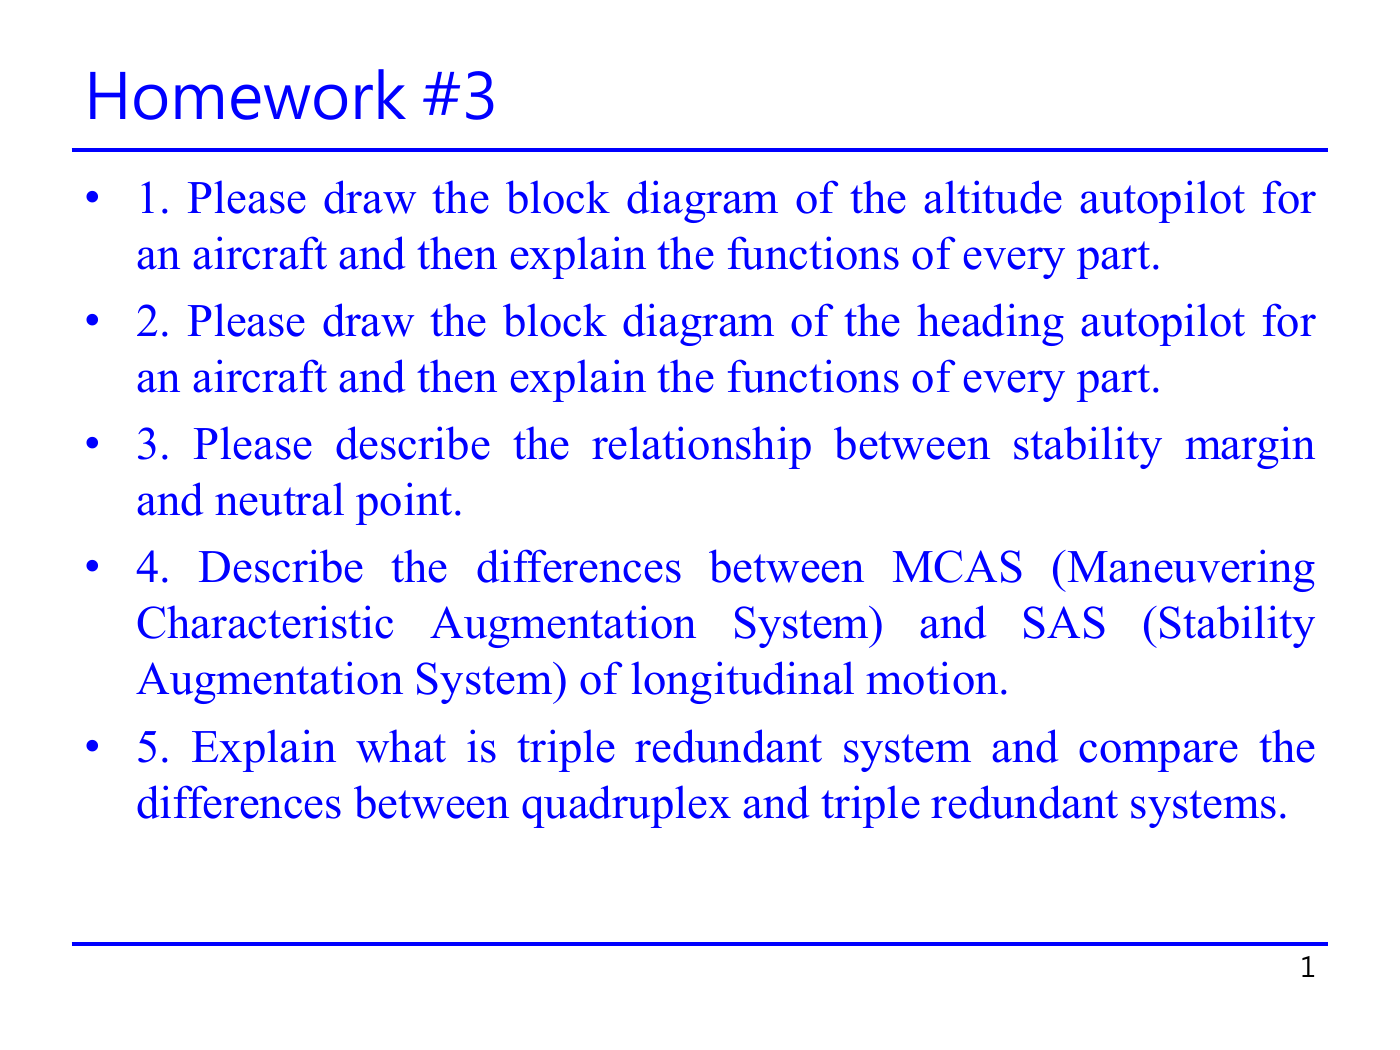 Homework #3
• 1. Please draw the block diagram of the altitude autopilot for
an aircraft and then explain the functions of every part.
• 2. Please draw the block diagram of the heading autopilot for
an aircraft and then explain the functions of every part.
• 3. Please describe the relationship between stability margin
and neutral point.
• 4. Describe the differences between MCAS (Maneuvering
Characteristic Augmentation System) and SAS (Stability
Augmentation System) of longitudinal motion.
• 5. Explain what is triple redundant system and compare the
differences between quadruplex and triple redundant systems.
1